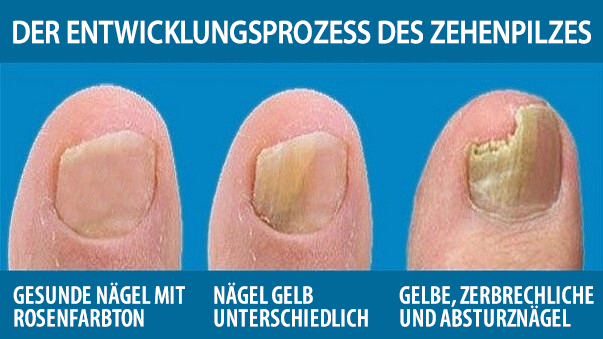 DER ENTWICKLUNGSPROZESS DES ZEHENPILZES
GESUNDE NÄGEL MIT
ROSENFARBTON
NÄGEL GELB
UNTERSCHIEDLICH
GELBE, ZERBRECHLICHE
UND ABSTURZNÄGEL